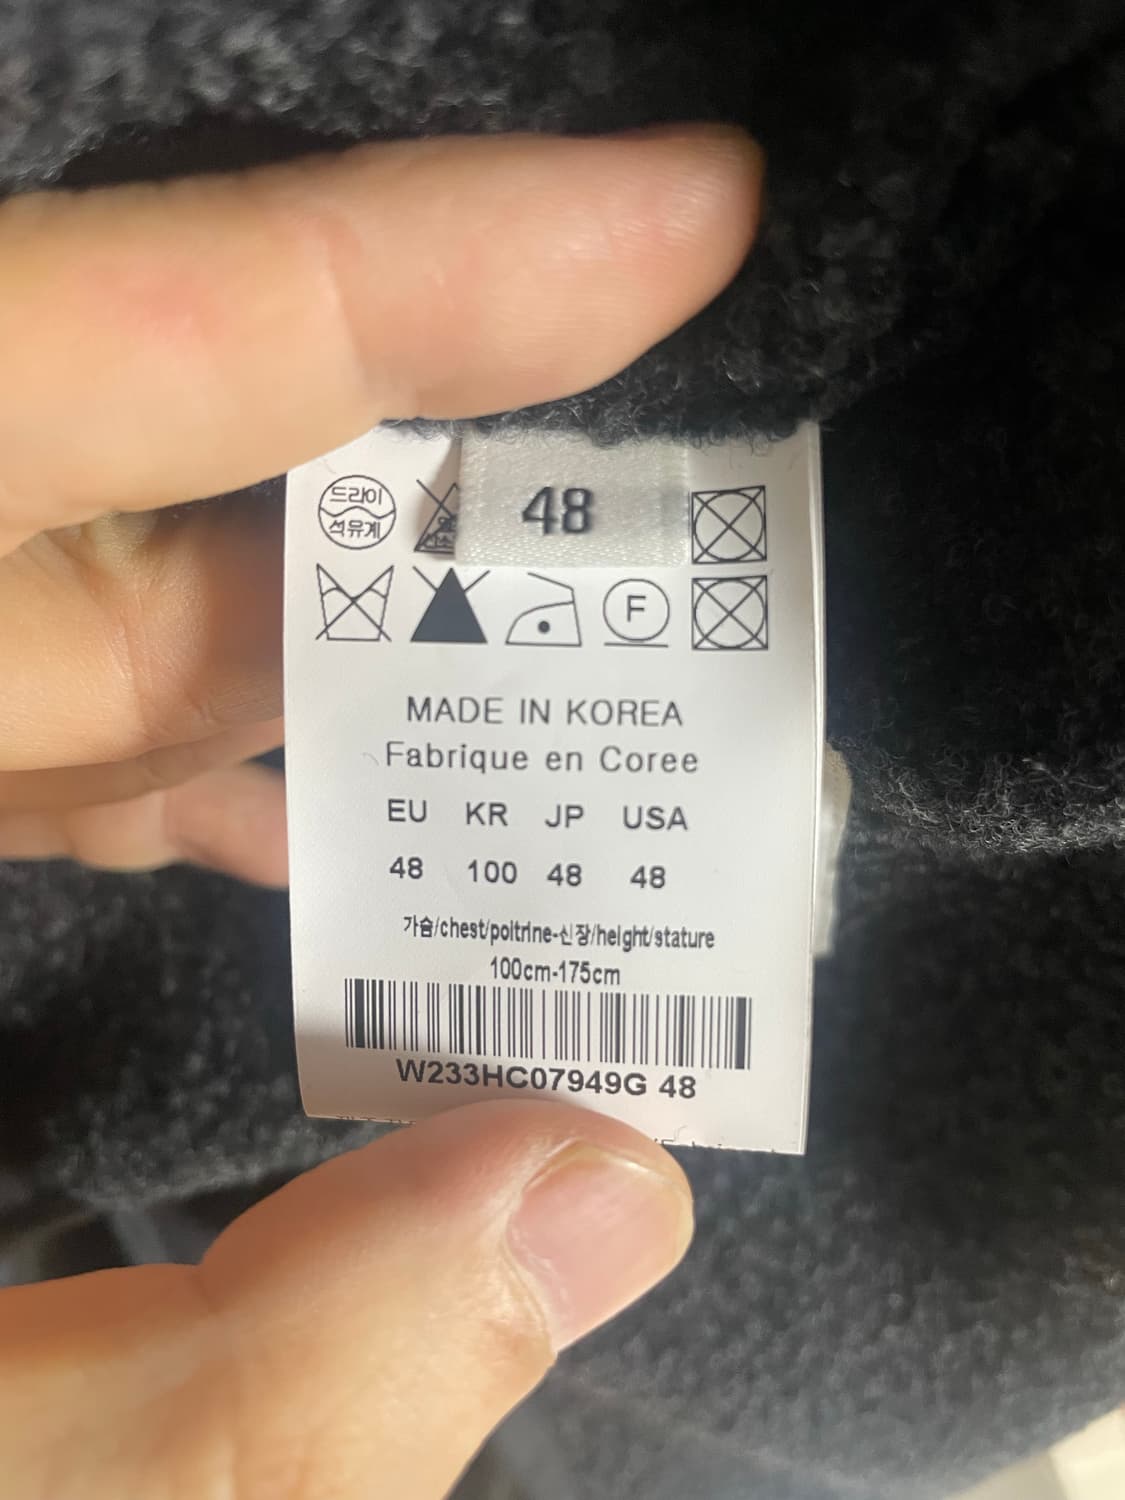 드라이
석유계
48
F
MADE IN KOREA
Fabrique en Coree
EU KR JP USA
48 100 48 48
가슴/chest/poitrine-신장/height/stature
100cm-175cm
W233HC07949G 48